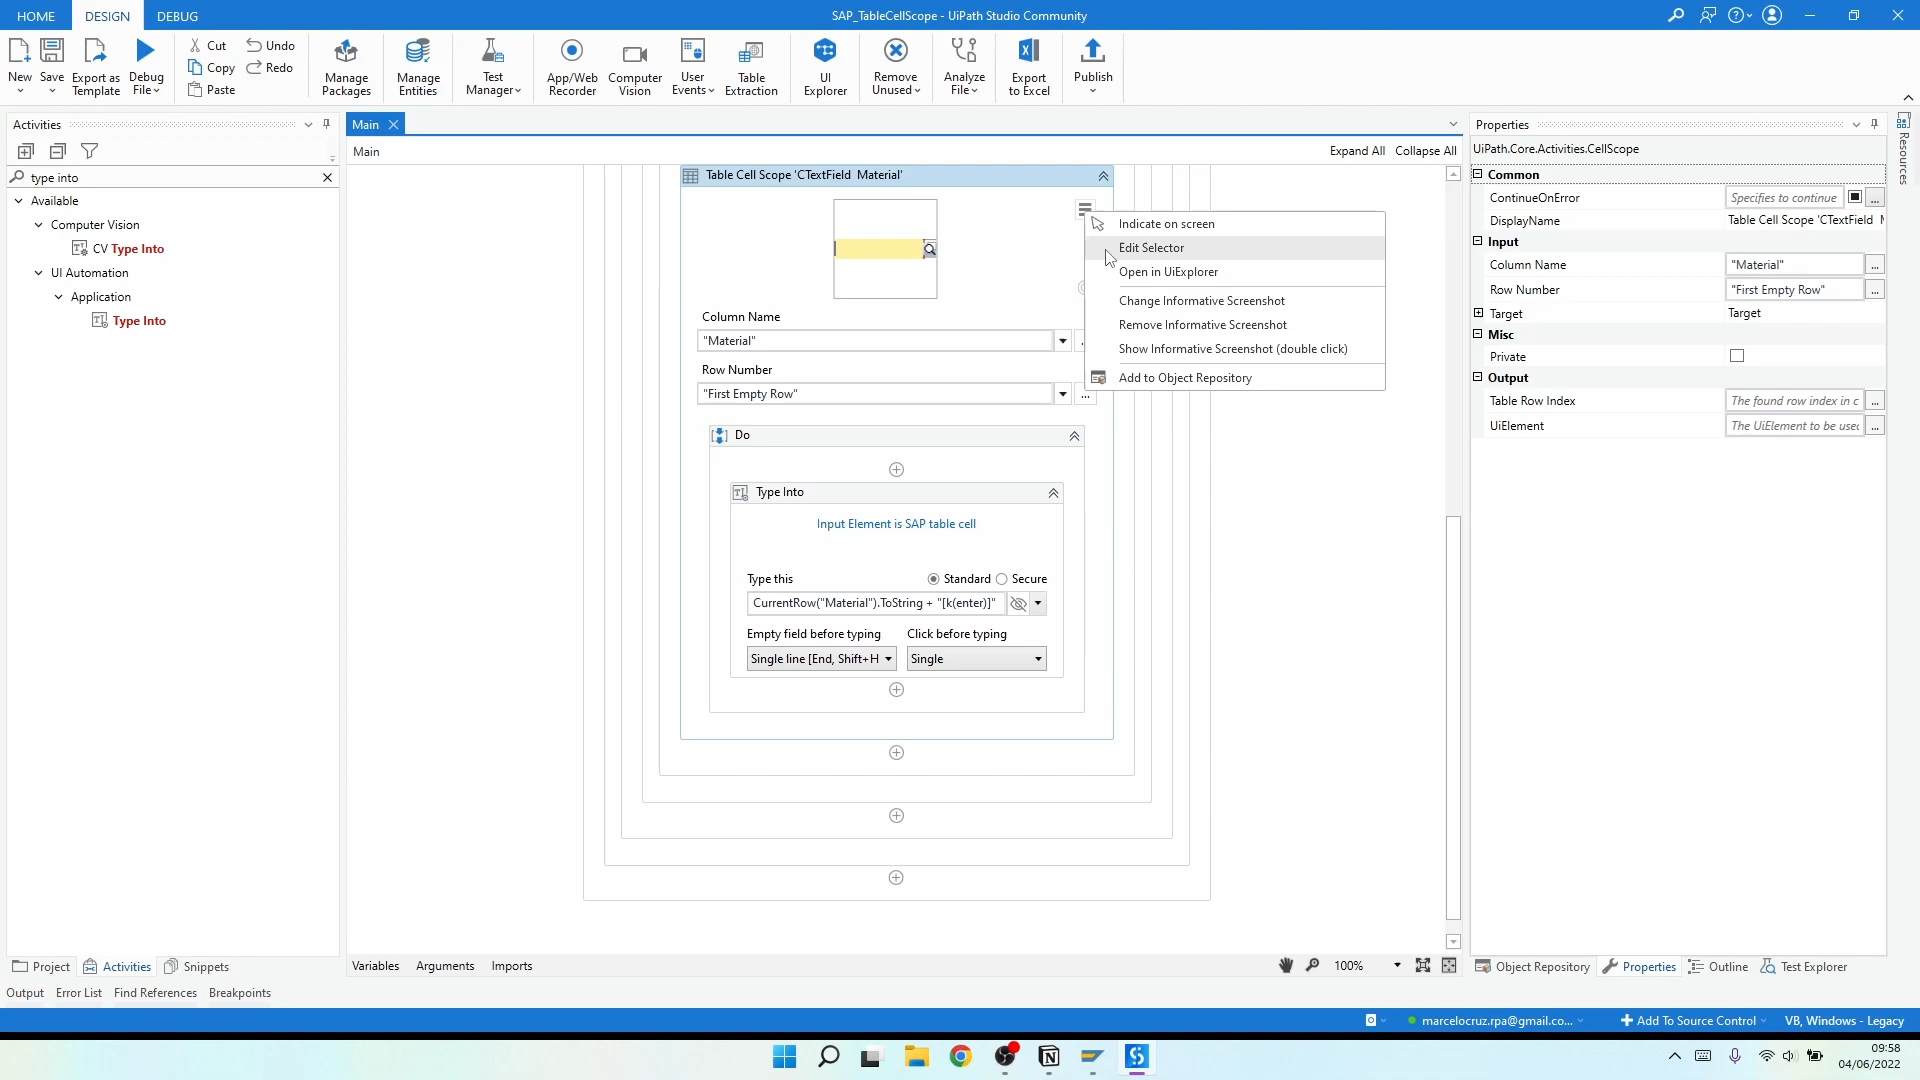 HOME DESIGN DEBUG
SAP_TableCellScope - UiPath Studio Community
New
Save
Export as Template
Debug File
Cut
Copy
Paste
Undo
Redo
Manage Packages
Manage Entities
Test Manager
App/Web Recorder
Computer Vision
User Events
Table Extraction
UI Explorer
Remove Unused
Analyze File
Export to Excel
Publish
Activities
type into
Available
Computer Vision
CV Type Into
UI Automation
Application
Type Into
Main
Main
Expand All Collapse All
Table Cell Scope 'CTextField Material'
Column Name
"Material"
Row Number
"First Empty Row"
...
Do
Type Into
Input Element is SAP table cell
Type this
Standard Secure
CurrentRow("Material").ToString + "[k(enter)]"
Empty field before typing
Click before typing
Single line [End, Shift+H
Single
Indicate on screen
Edit Selector
Open in UiExplorer
Change Informative Screenshot
Remove Informative Screenshot
Show Informative Screenshot (double click)
Add to Object Repository
Properties
UiPath.Core.Activities.CellScope
Common
ContinueOnError Specifies to continue ...
DisplayName Table Cell Scope 'CTextField M
Input
Column Name "Material" ...
Row Number "First Empty Row" ...
Target Target
Misc
Private
Output
Table Row Index The found row index in c ...
UiElement The UiElement to be used ...
Resources
Project Activities Snippets
Variables Arguments Imports
100%
Object Repository Properties Outline Test Explorer
Output Error List Find References Breakpoints
marcelocruz.rpa@gmail.co...
Add To Source Control
VB, Windows - Legacy
09:58
04/06/2022